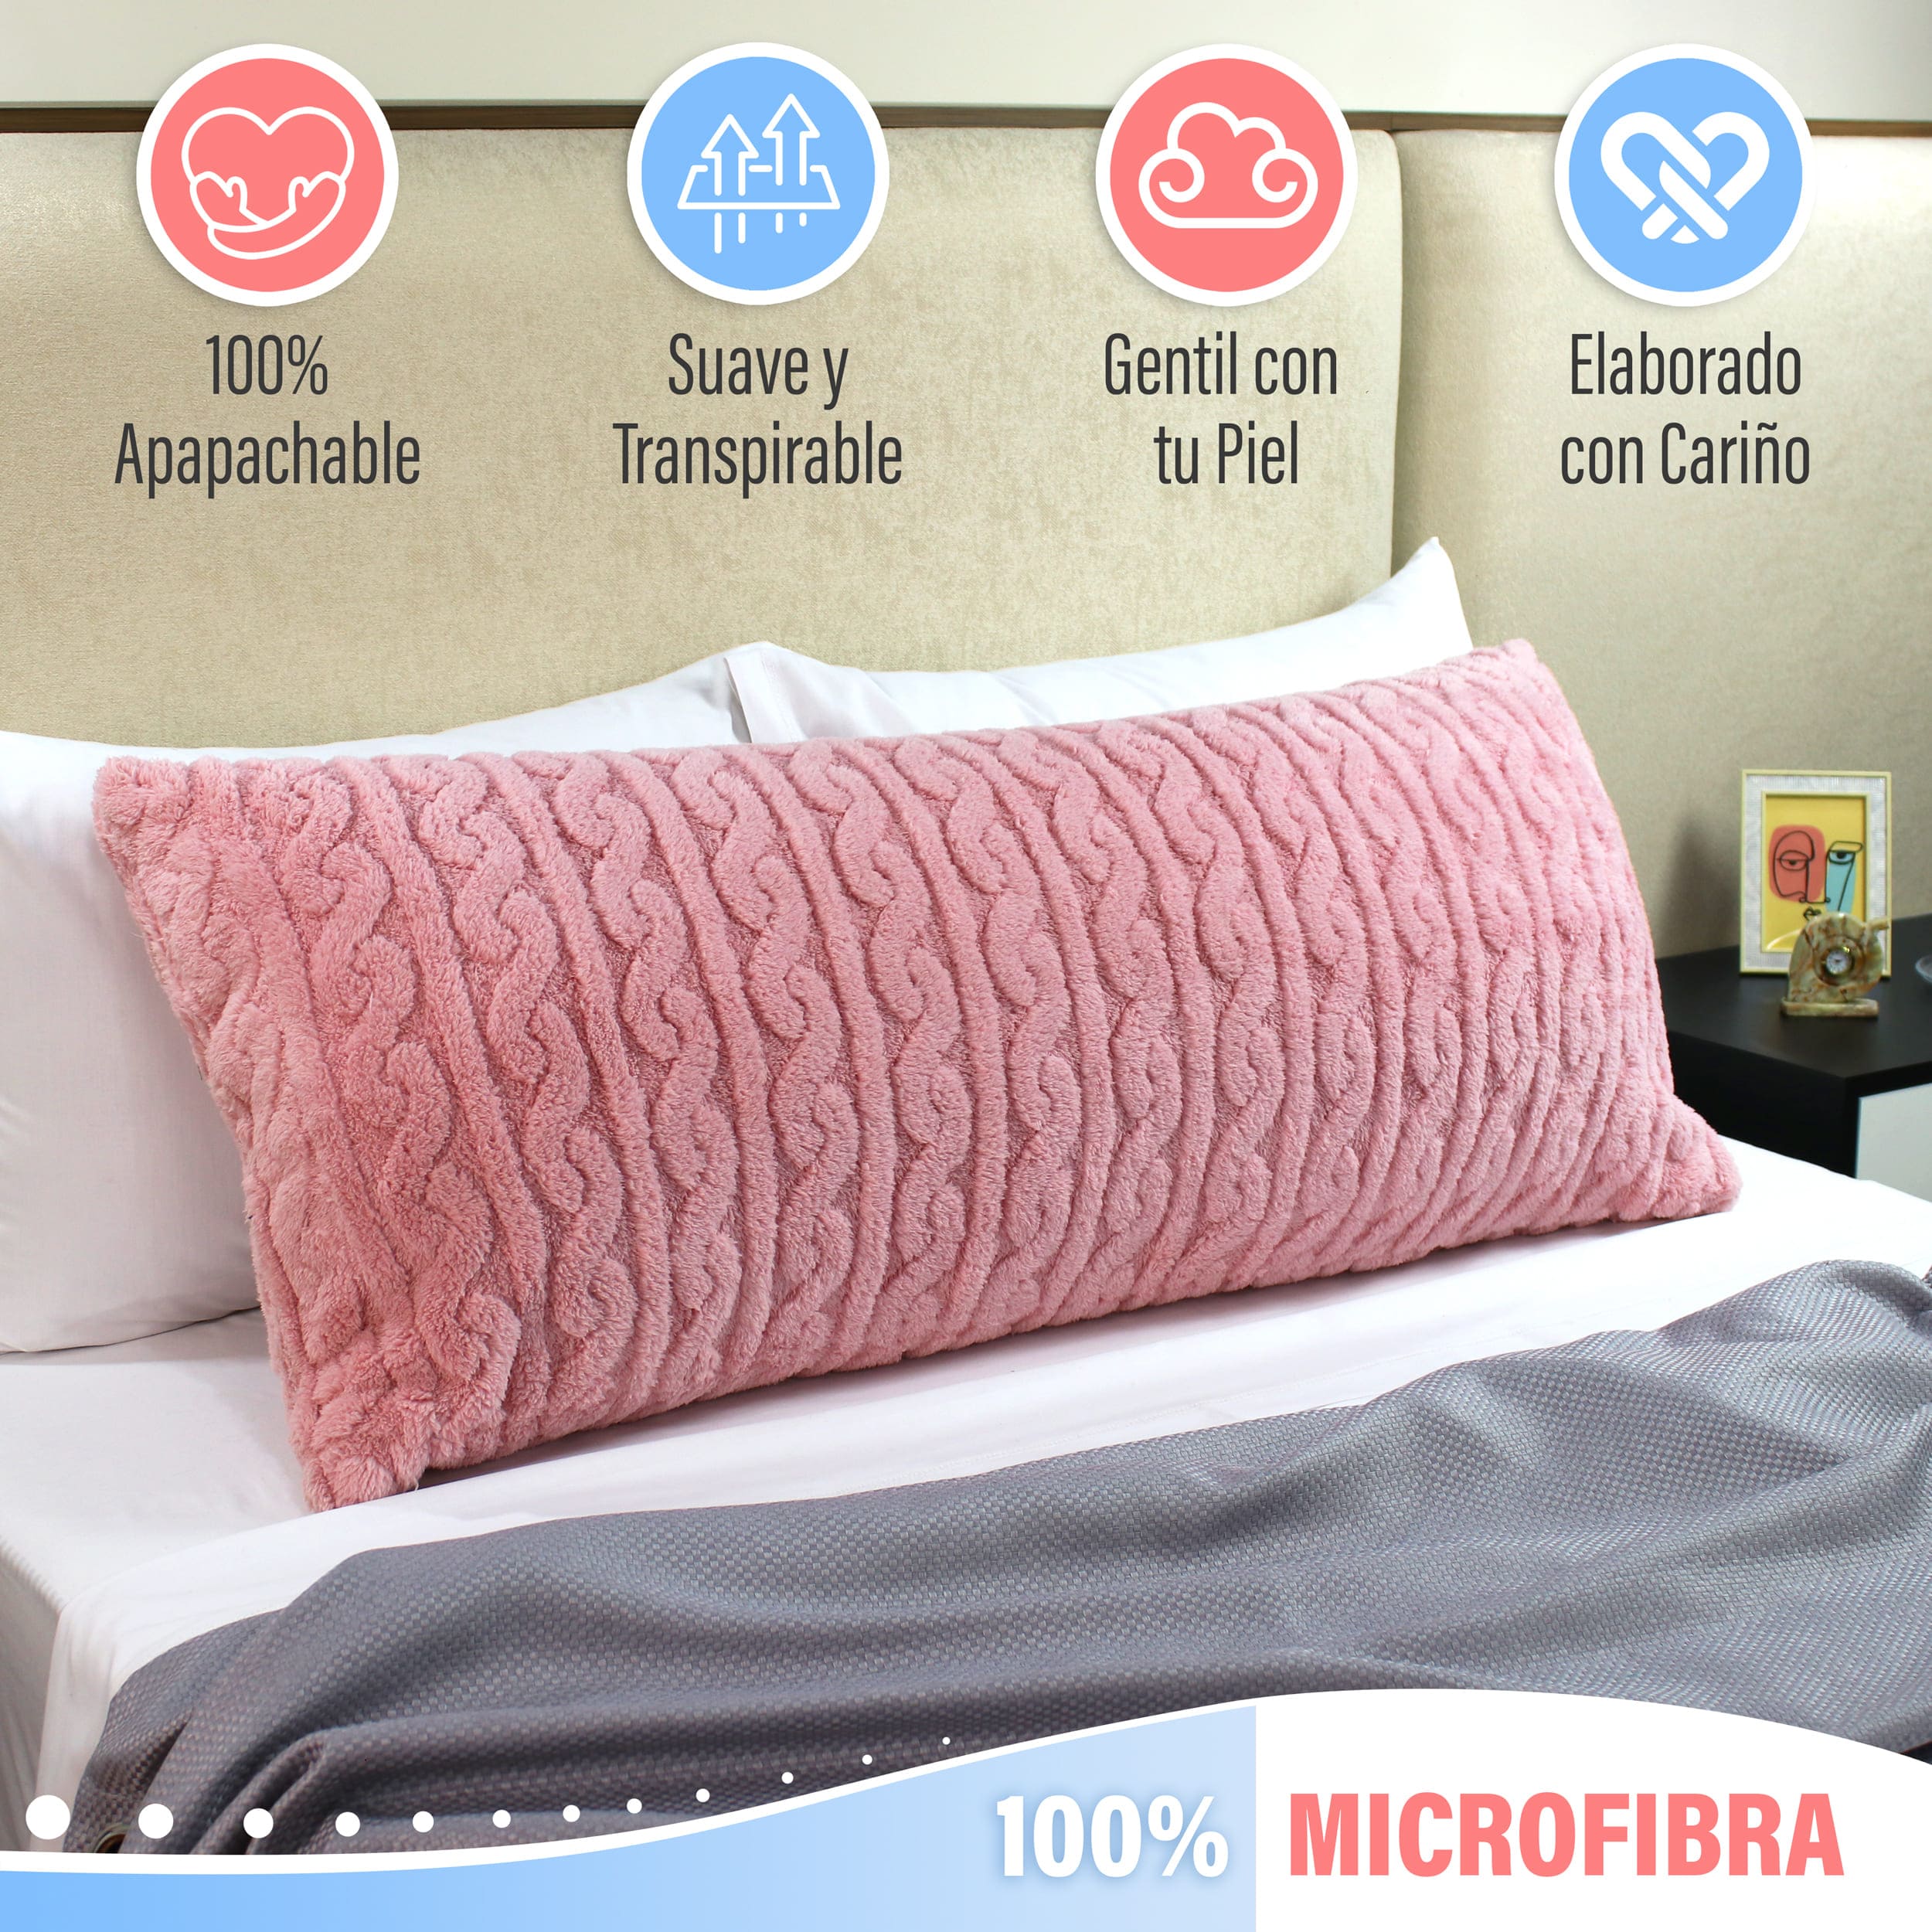 100%
Apapachable
Suave y
Transpirable
Gentil con
tu Piel
Elaborado
con Cariño
100% MICROFIBRA